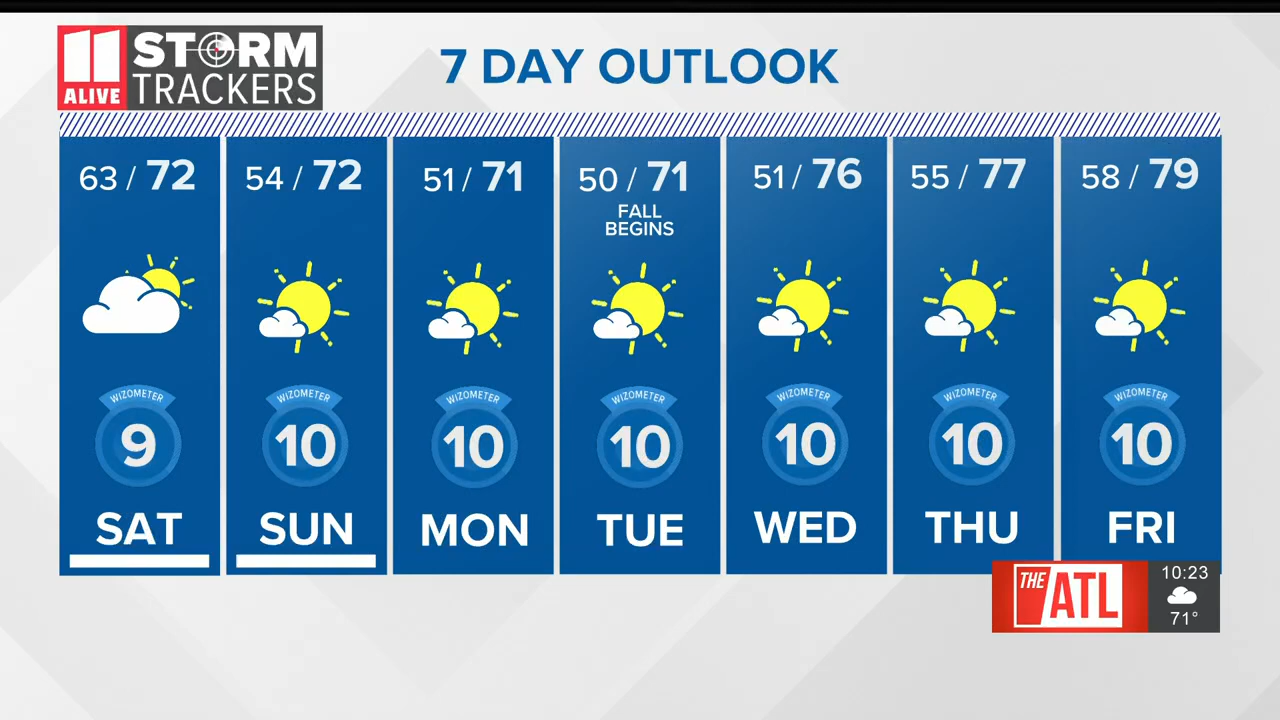 11 ALIVE
STORM
TRACKERS
7 DAY OUTLOOK
63 / 72
54 / 72
51 / 71
50 / 71
FALL
BEGINS
51 / 76
55 / 77
58 / 79
WIZOMETER
9
WIZOMETER
10
WIZOMETER
10
WIZOMETER
10
WIZOMETER
10
WIZOMETER
10
WIZOMETER
10
SAT
SUN
MON
TUE
WED
THU
FRI
THE ATL
10:23
71°